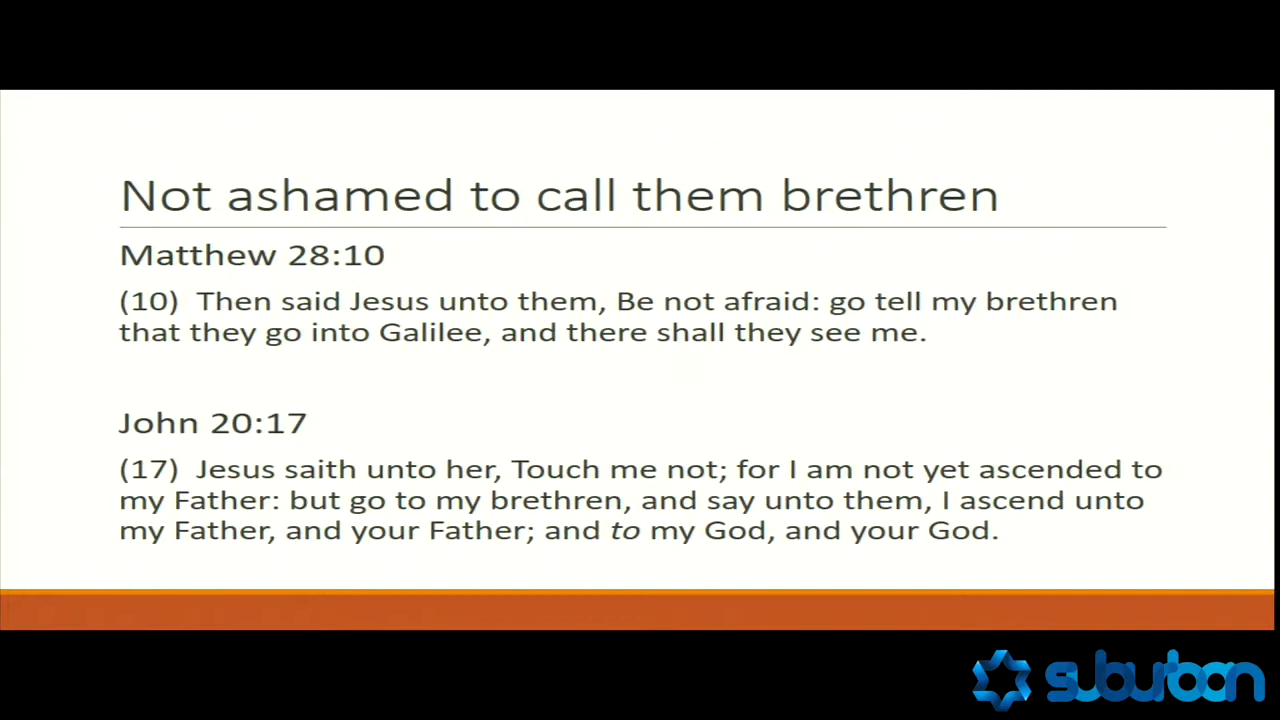 Not ashamed to call them brethren
Matthew 28:10
(10)  Then said Jesus unto them, Be not afraid: go tell my brethren
that they go into Galilee, and there shall they see me.
John 20:17
(17)  Jesus saith unto her, Touch me not; for I am not yet ascended to
my Father: but go to my brethren, and say unto them, I ascend unto
my Father, and your Father; and to my God, and your God.
suburban